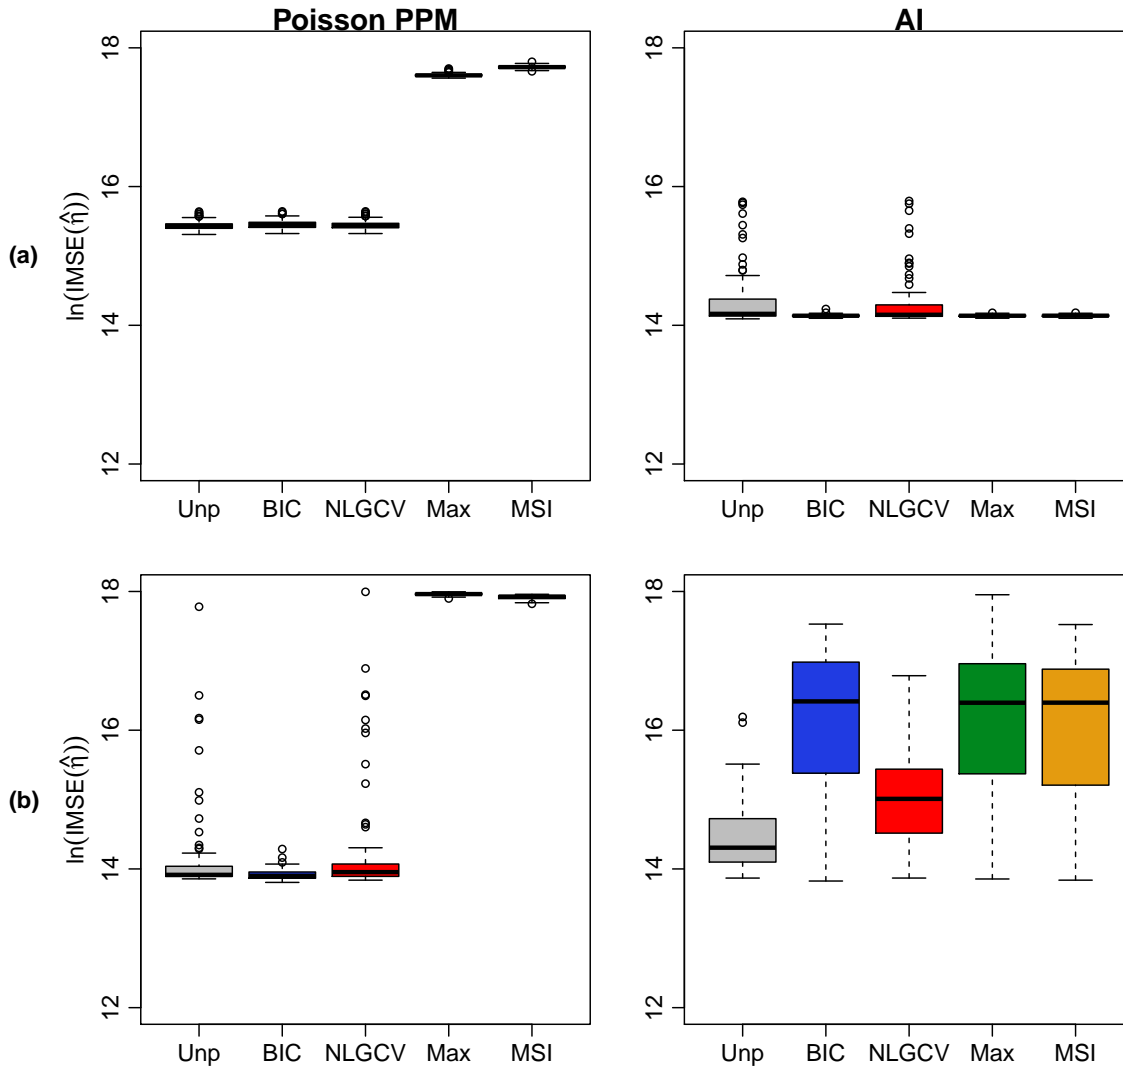 Poisson PPM
AI
(a)
ln(IMSE(η̂))
18
16
14
12
Unp BIC NLGCV Max MSI
18
16
14
12
Unp BIC NLGCV Max MSI
(b)
ln(IMSE(η̂))
18
16
14
12
Unp BIC NLGCV Max MSI
18
16
14
12
Unp BIC NLGCV Max MSI